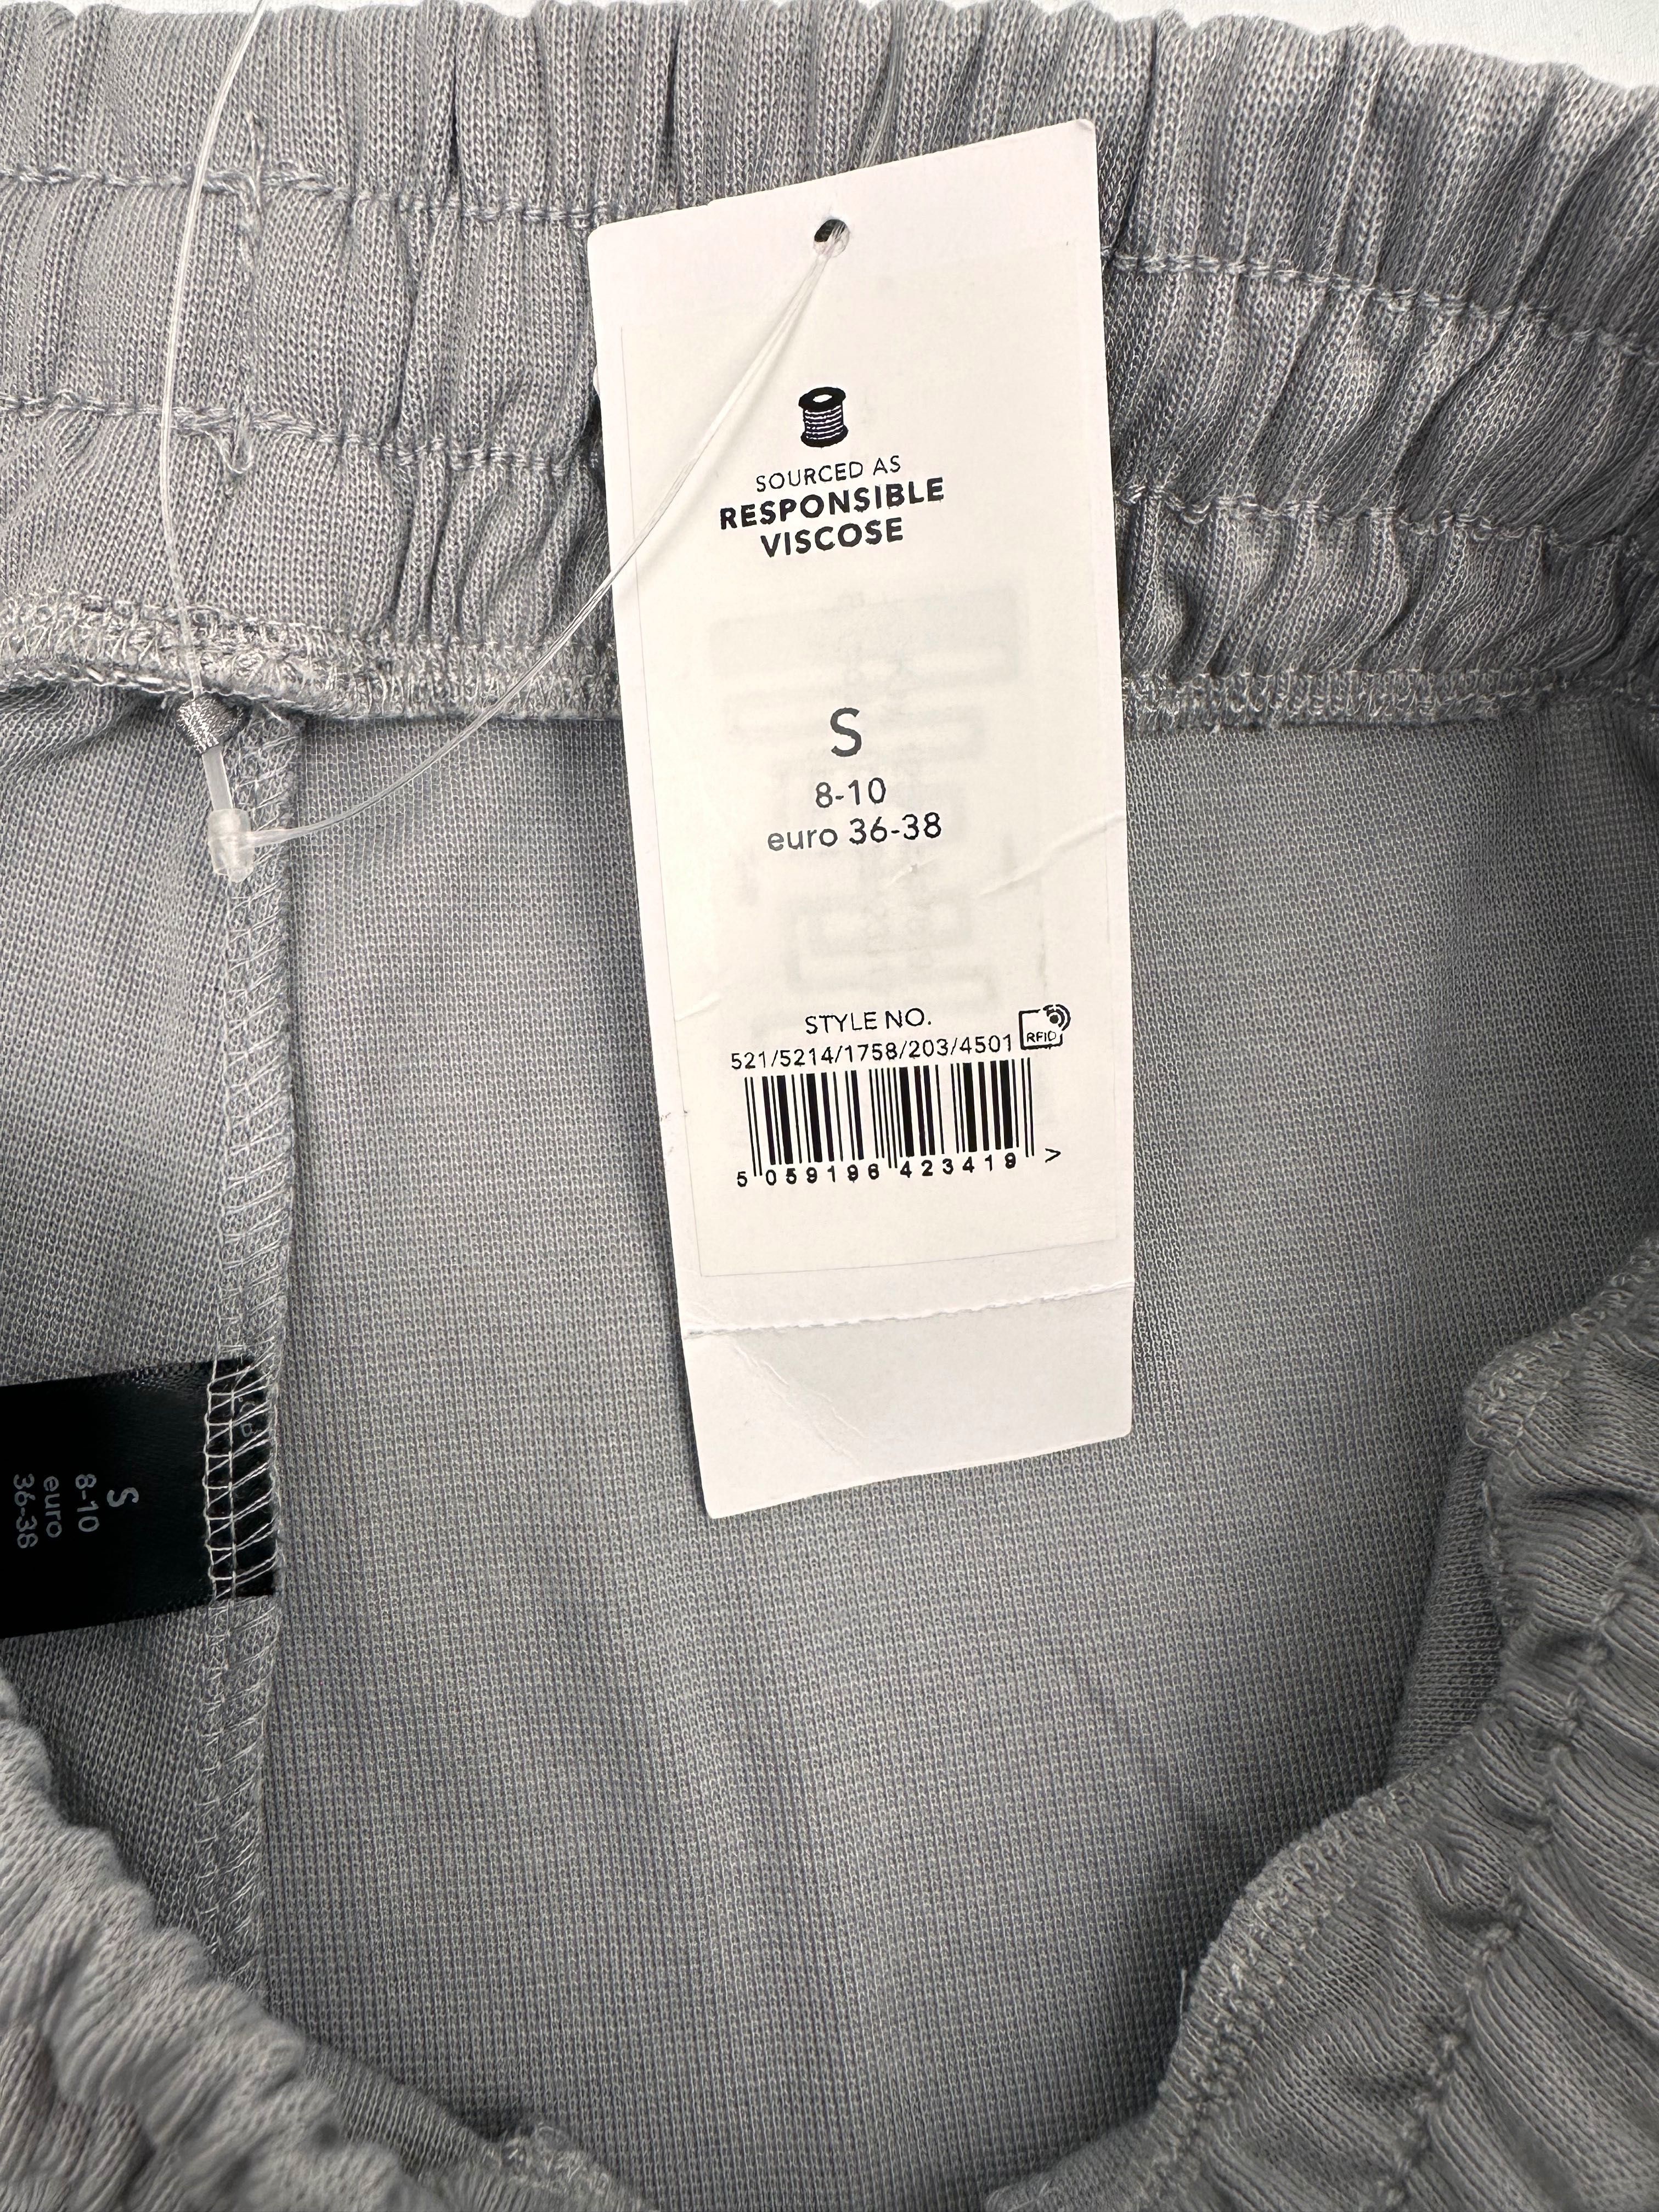 SOURCED AS
RESPONSIBLE
VISCOSE
S
8-10
euro 36-38
STYLE NO.
RFID
521/5214/1758/203/4501
5 059196 423419 >
S
8-10
euro
36-38